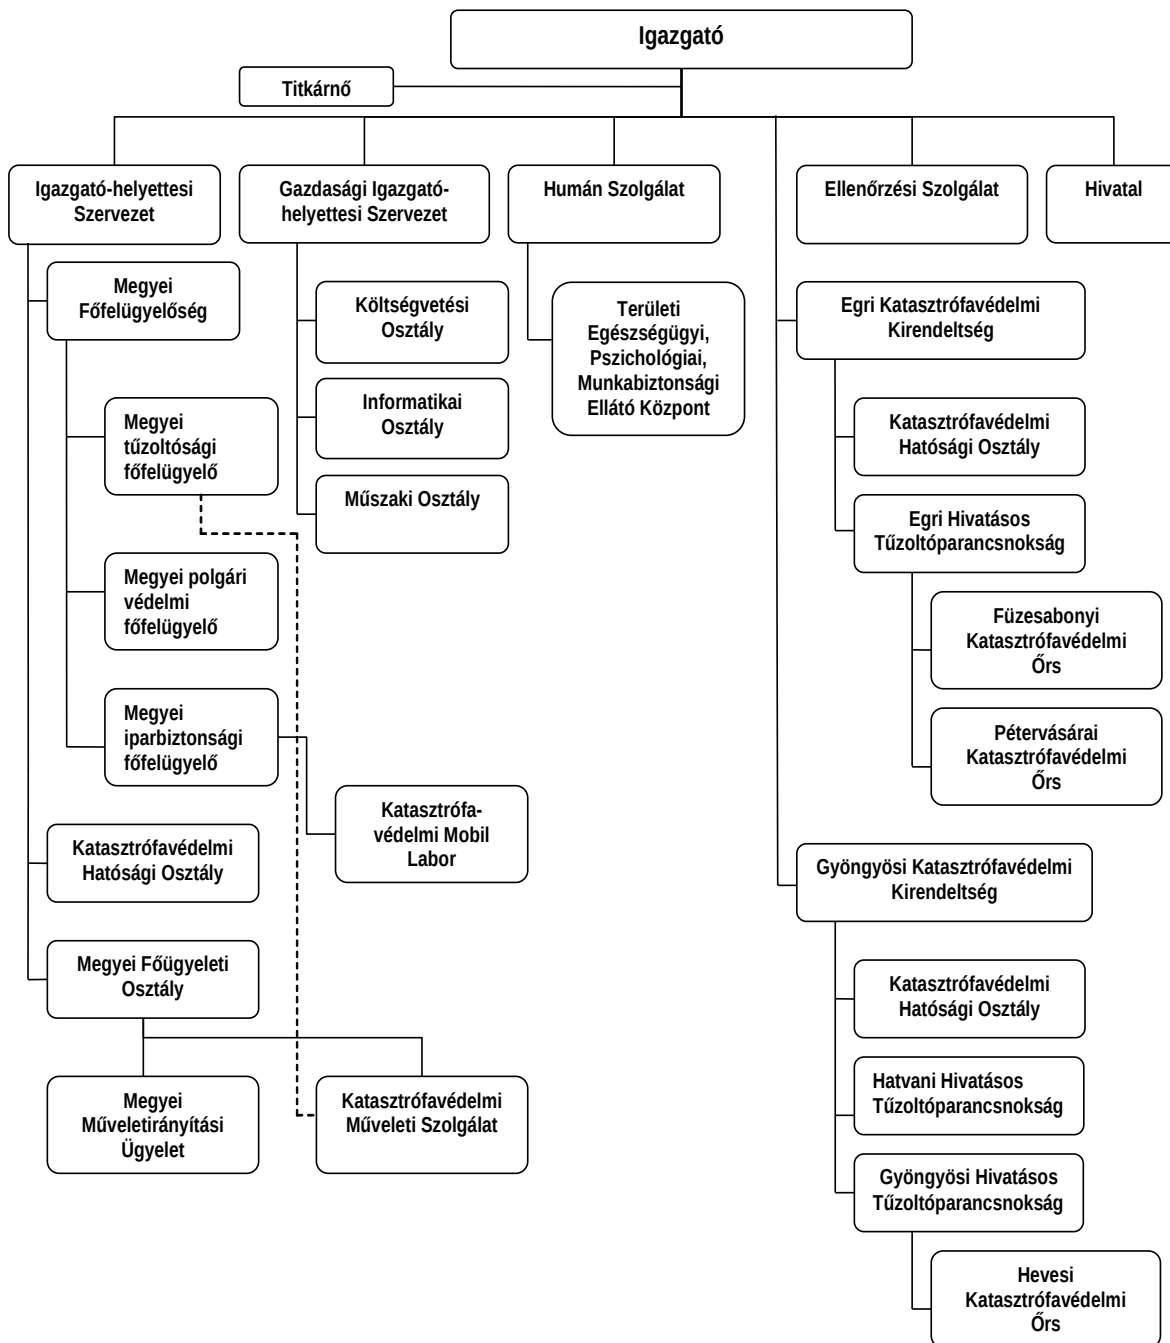 Igazgató
Titkárnő
Igazgató-helyettesi
Szervezet
Gazdasági Igazgató-
helyettesi Szervezet
Humán Szolgálat
Ellenőrzési Szolgálat
Hivatal
Megyei
Főfelügyelőség
Megyei
tűzoltósági
főfelügyelő
Megyei polgári
védelmi
főfelügyelő
Megyei
iparbiztonsági
főfelügyelő
Katasztrófa-
védelmi Mobil
Labor
Katasztrófavédelmi
Hatósági Osztály
Megyei Főügyeleti
Osztály
Megyei
Műveletirányítási
Ügyelet
Katasztrófavédelmi
Műveleti Szolgálat
Költségvetési
Osztály
Informatikai
Osztály
Műszaki Osztály
Területi
Egészségügyi,
Pszichológiai,
Munkabiztonsági
Ellátó Központ
Egri Katasztrófavédelmi
Kirendeltség
Katasztrófavédelmi
Hatósági Osztály
Egri Hivatásos
Tűzoltóparancsnokság
Füzesabonyi
Katasztrófavédelmi
Őrs
Pétervásárai
Katasztrófavédelmi
Őrs
Gyöngyösi Katasztrófavédelmi
Kirendeltség
Katasztrófavédelmi
Hatósági Osztály
Hatvani Hivatásos
Tűzoltóparancsnokság
Gyöngyösi Hivatásos
Tűzoltóparancsnokság
Hevesi
Katasztrófavédelmi
Őrs